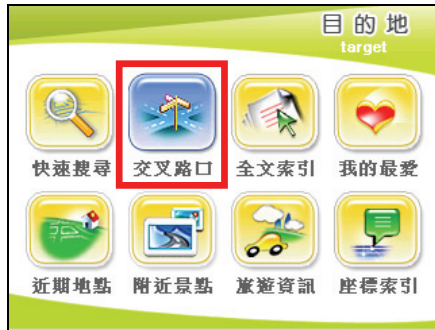 目的地
target
快速搜尋 交叉路口 全文索引 我的最愛
近期地點 附近景點 旅遊資訊 座標索引